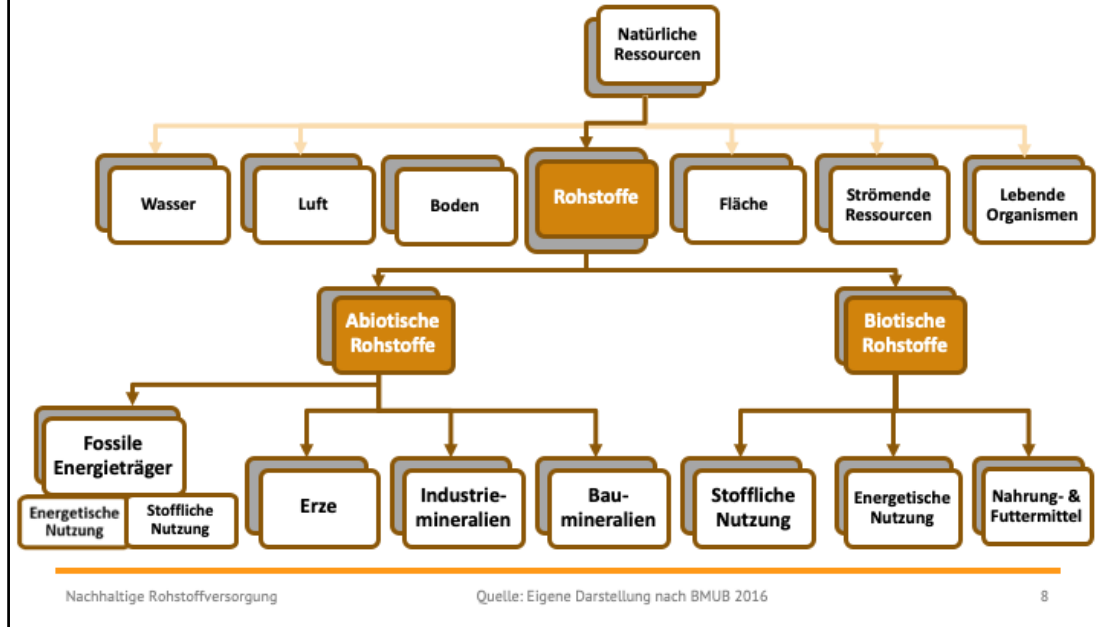 Natürliche
Ressourcen
Wasser
Luft
Boden
Rohstoffe
Fläche
Strömende
Ressourcen
Lebende
Organismen
Abiotische
Rohstoffe
Biotische
Rohstoffe
Fossile
Energieträger
Energetische
Nutzung
Stoffliche
Nutzung
Erze
Industrie-
mineralien
Bau-
mineralien
Stoffliche
Nutzung
Energetische
Nutzung
Nahrung- &
Futtermittel
Nachhaltige Rohstoffversorgung
Quelle: Eigene Darstellung nach BMUB 2016
8